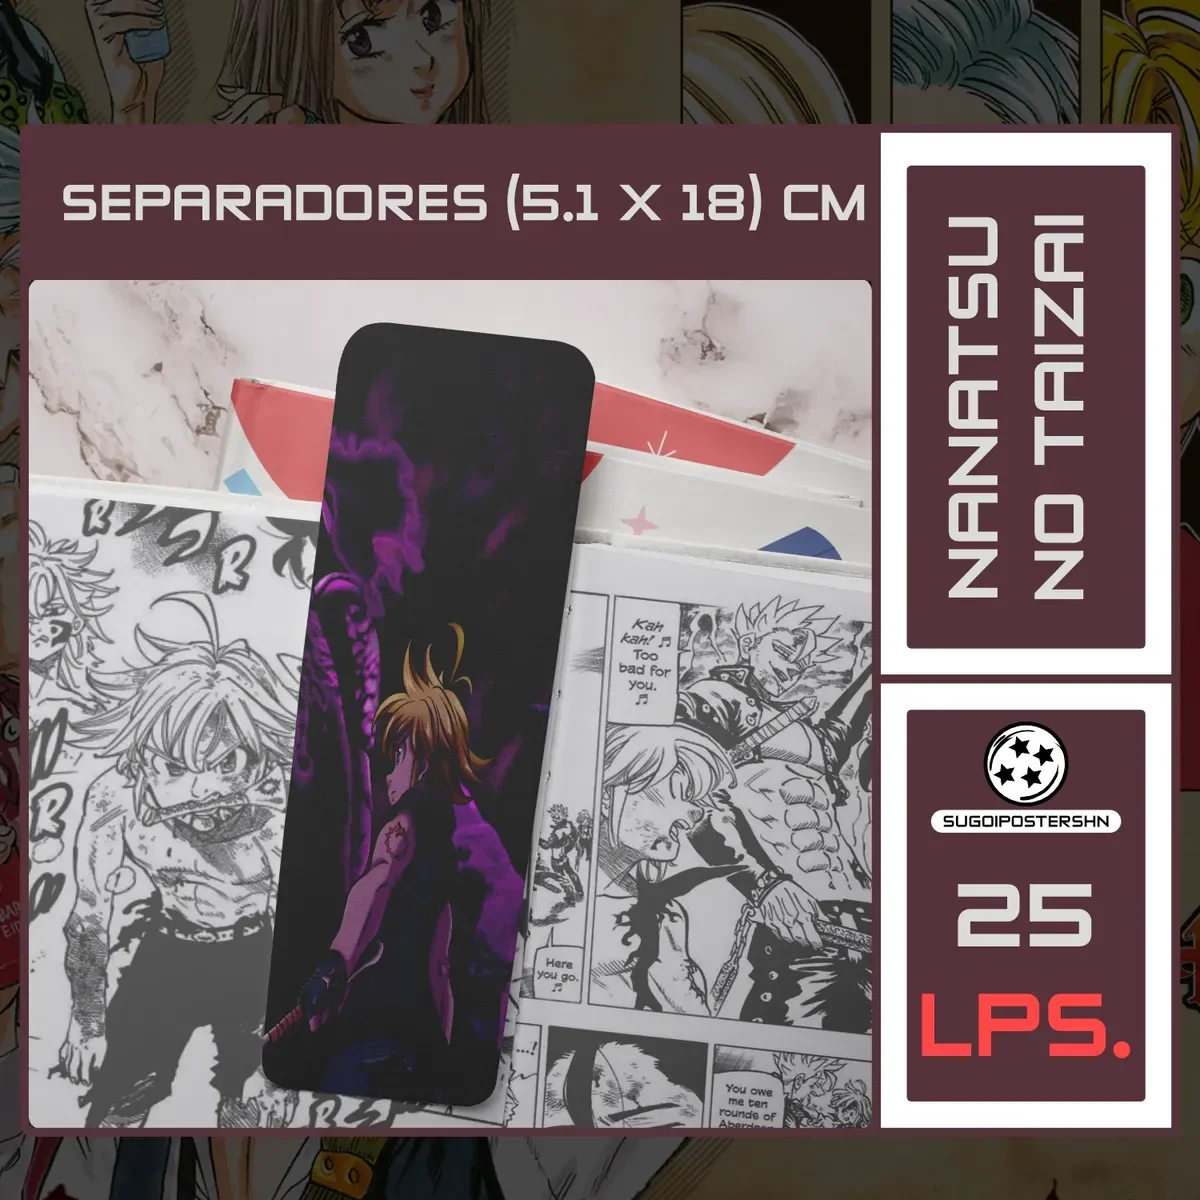 SEPARADORES (5.1 X 18) CM
NANATSU
NO TAIZAI
SUGOIPOSTERSHN
25
LPS.
Kah
kah! ♬
Too
bad for
you.
♬
Here
you go.
♬
...!
You owe
me ten
rounds of